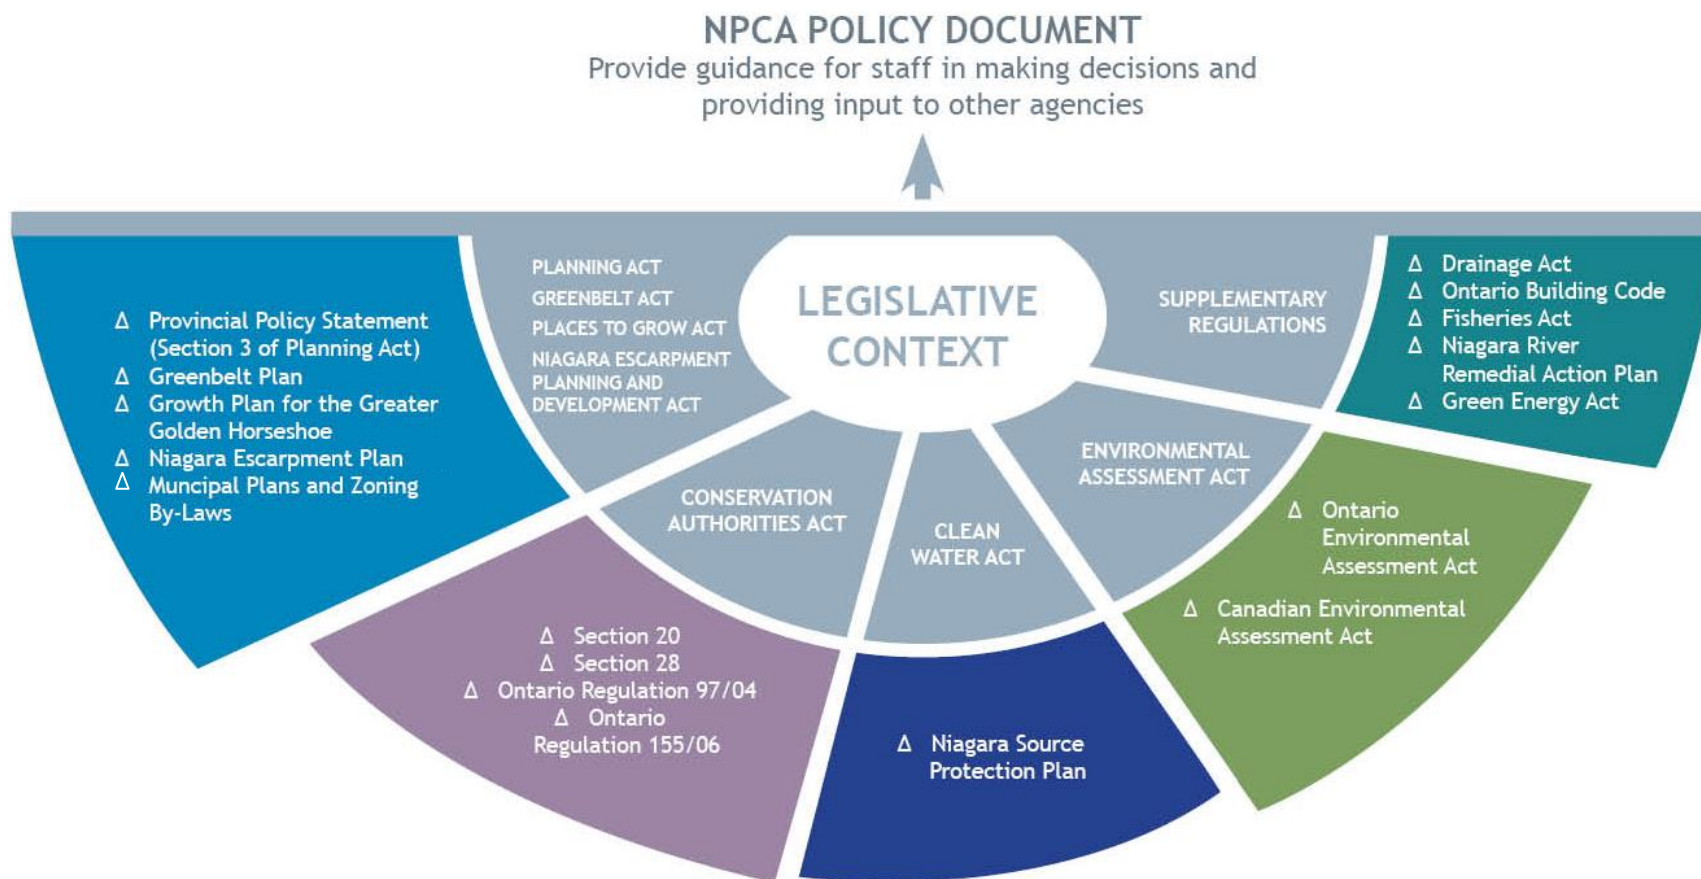 NPCA POLICY DOCUMENT
Provide guidance for staff in making decisions and
providing input to other agencies
LEGISLATIVE
CONTEXT
PLANNING ACT
GREENBELT ACT
PLACES TO GROW ACT
NIAGARA ESCARPMENT
PLANNING AND
DEVELOPMENT ACT
Δ Provincial Policy Statement
(Section 3 of Planning Act)
Δ Greenbelt Plan
Δ Growth Plan for the Greater
Golden Horseshoe
Δ Niagara Escarpment Plan
Δ Muncipal Plans and Zoning
By-Laws
CONSERVATION
AUTHORITIES ACT
Δ Section 20
Δ Section 28
Δ Ontario Regulation 97/04
Δ Ontario
Regulation 155/06
CLEAN
WATER ACT
Δ Niagara Source
Protection Plan
ENVIRONMENTAL
ASSESSMENT ACT
Δ Ontario
Environmental
Assessment Act
Δ Canadian Environmental
Assessment Act
SUPPLEMENTARY
REGULATIONS
Δ Drainage Act
Δ Ontario Building Code
Δ Fisheries Act
Δ Niagara River
Remedial Action Plan
Δ Green Energy Act